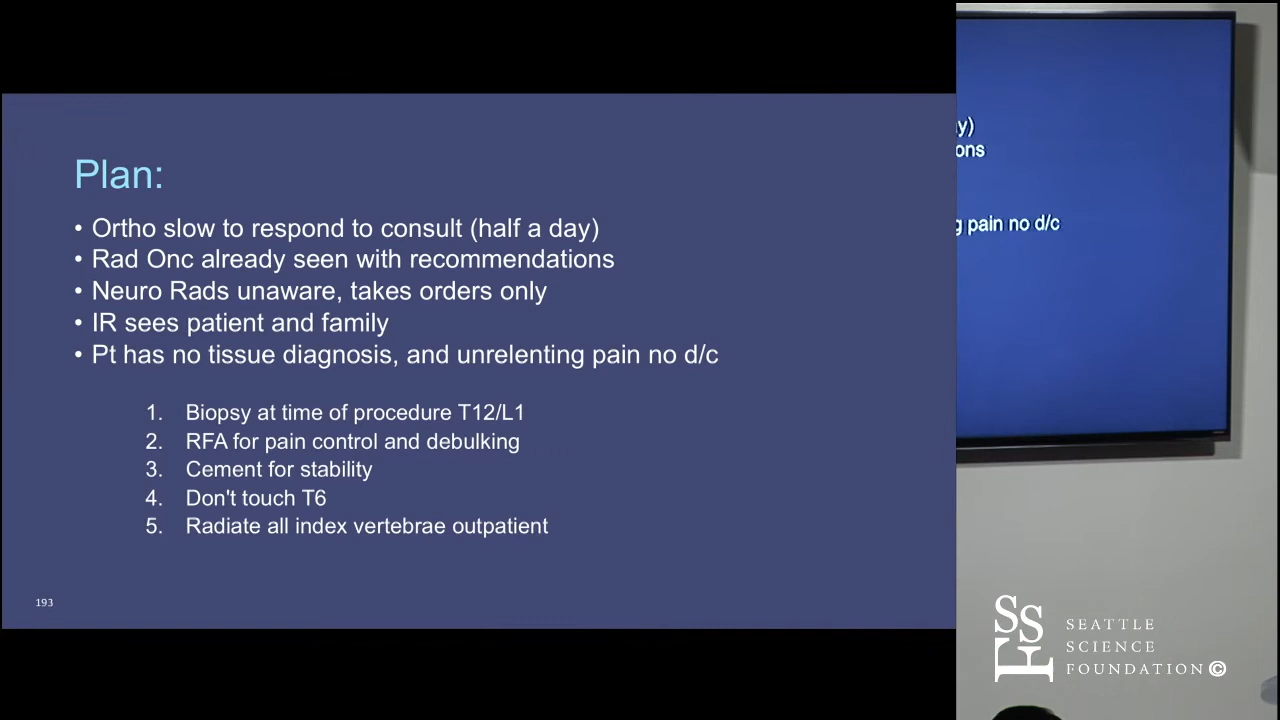 Plan:
• Ortho slow to respond to consult (half a day)
• Rad Onc already seen with recommendations
• Neuro Rads unaware, takes orders only
• IR sees patient and family
• Pt has no tissue diagnosis, and unrelenting pain no d/c
1. Biopsy at time of procedure T12/L1
2. RFA for pain control and debulking
3. Cement for stability
4. Don't touch T6
5. Radiate all index vertebrae outpatient
193
ay)
ons
g pain no d/c
SSF
SEATTLE
SCIENCE
FOUNDATION©